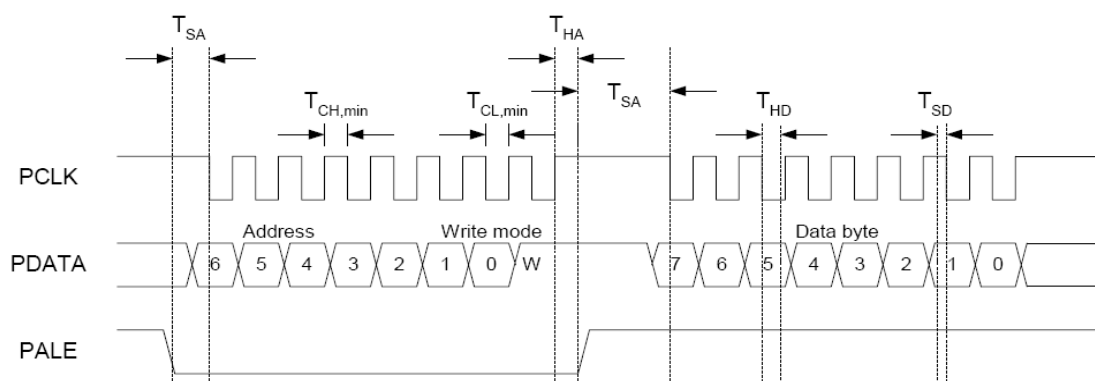 T_SA T_HA
T_SA
T_CH,min T_CL,min T_HD T_SD
PCLK
Address Write mode Data byte
PDATA 6 5 4 3 2 1 0 W 7 6 5 4 3 2 1 0
PALE